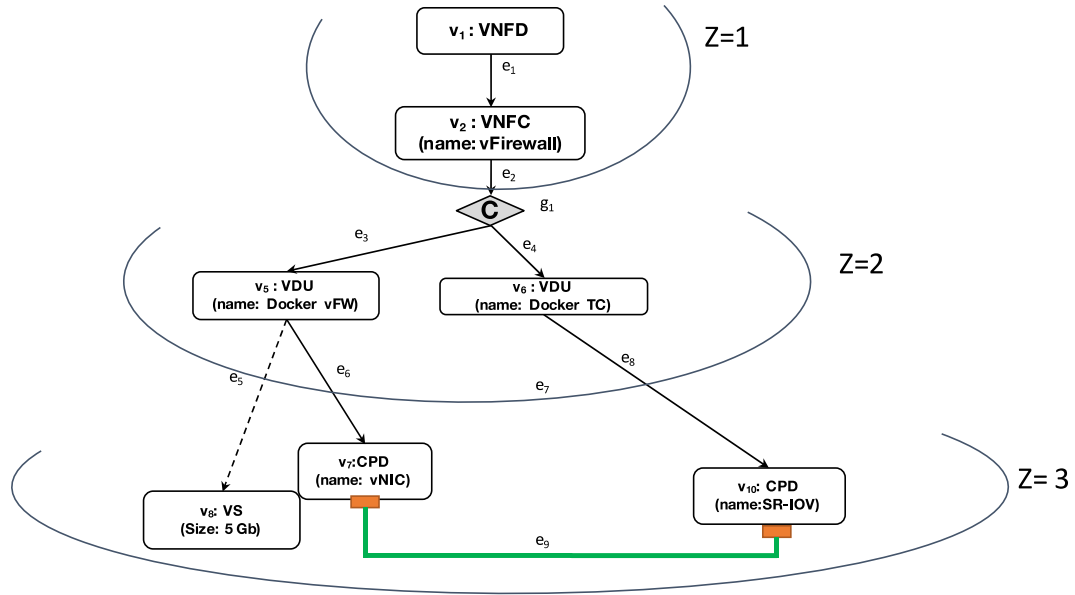 v₁ : VNFD
Z=1
e₁
v₂ : VNFC
(name: vFirewall)
e₂
C
g₁
e₃
e₄
Z=2
v₅ : VDU
(name: Docker vFW)
v₆ : VDU
(name: Docker TC)
e₈
e₆
e₅
e₇
v₇:CPD
(name: vNIC)
v₁₀: CPD
(name:SR-IOV)
Z= 3
v₈: VS
(Size: 5 Gb)
e₉